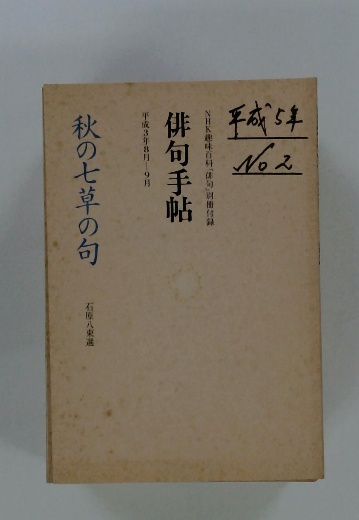 平成5年
No 2
NHK趣味百科「俳句」別冊付録
俳句手帖
平成3年8月―9月
秋の七草の句
石原八束選